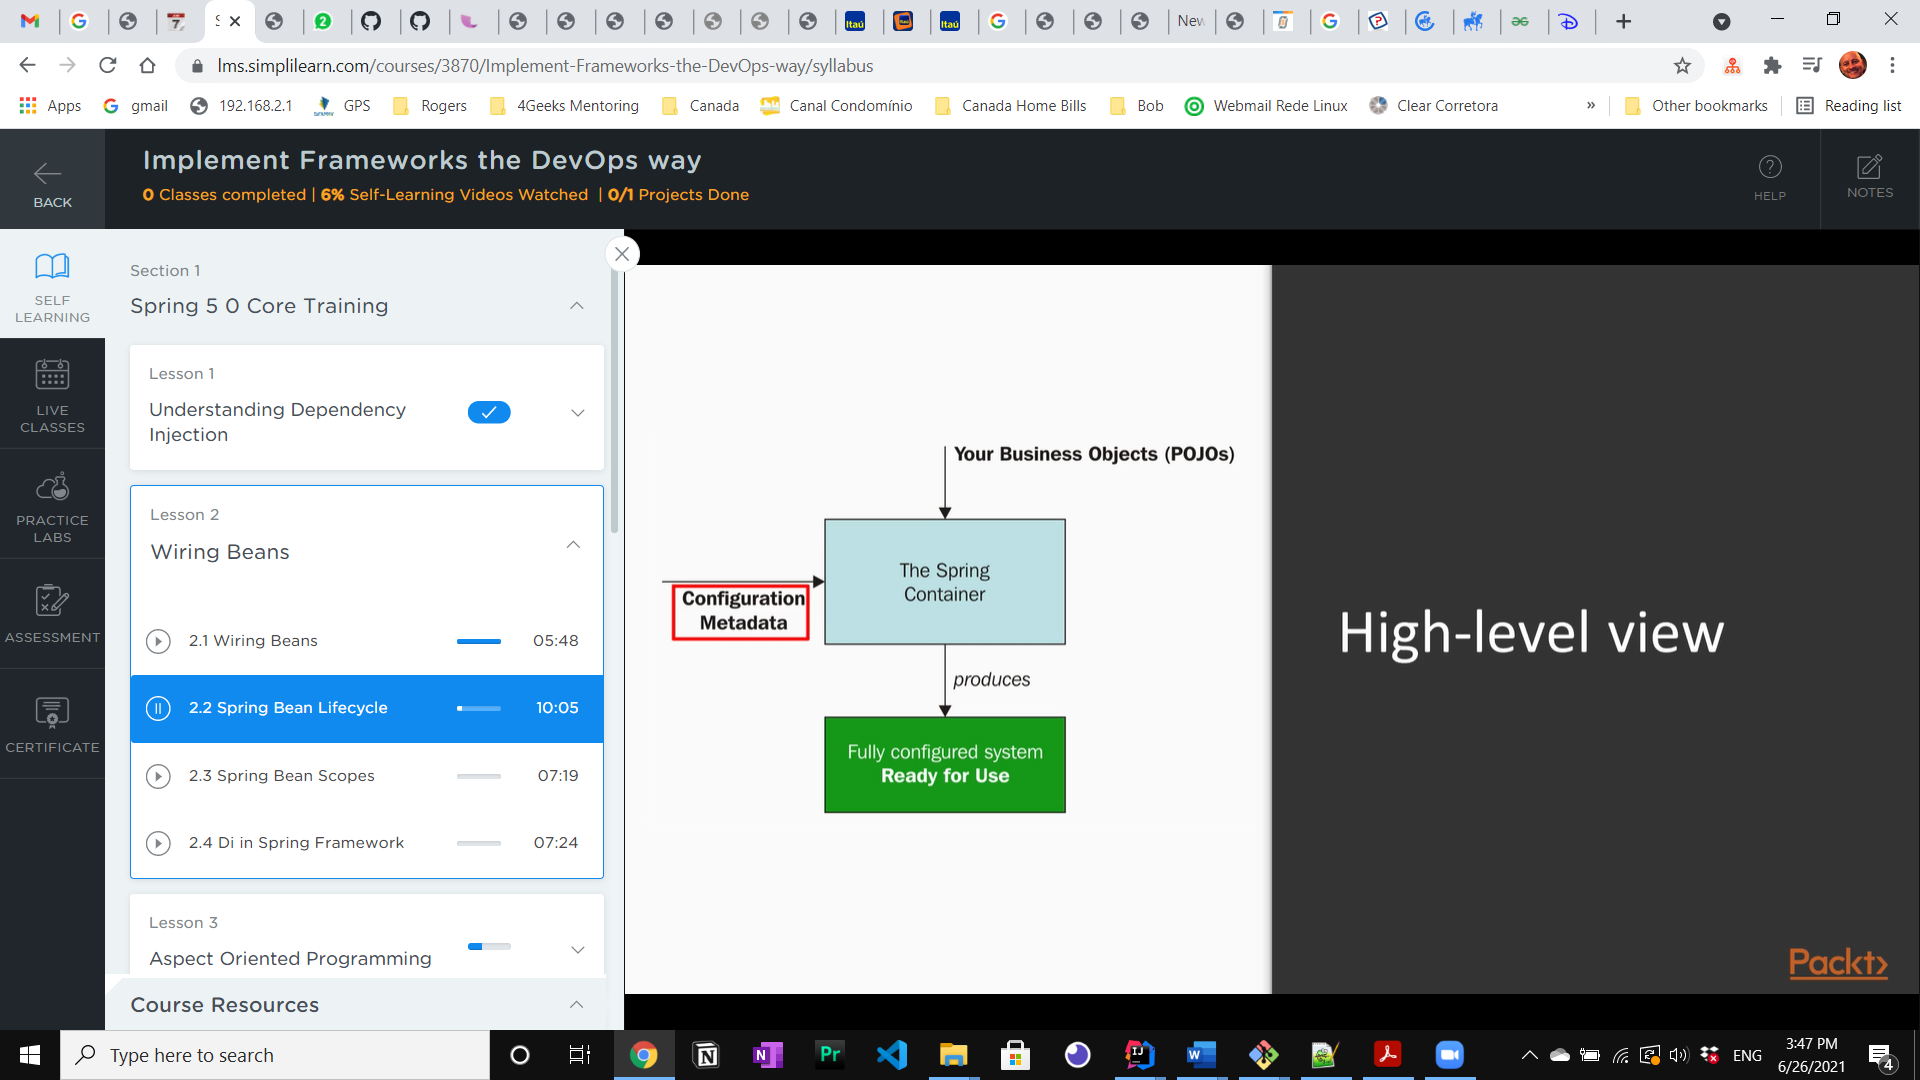 S
New
lms.simplilearn.com/courses/3870/Implement-Frameworks-the-DevOps-way/syllabus
Apps
gmail
192.168.2.1
GPS
Rogers
4Geeks Mentoring
Canada
Canal Condomínio
Canada Home Bills
Bob
Webmail Rede Linux
Clear Corretora
»
Other bookmarks
Reading list
BACK
Implement Frameworks the DevOps way
0 Classes completed | 6% Self-Learning Videos Watched | 0/1 Projects Done
HELP
NOTES
SELF
LEARNING
LIVE
CLASSES
PRACTICE
LABS
ASSESSMENT
CERTIFICATE
Section 1
Spring 5 0 Core Training
Lesson 1
Understanding Dependency
Injection
Lesson 2
Wiring Beans
2.1 Wiring Beans 05:48
2.2 Spring Bean Lifecycle 10:05
2.3 Spring Bean Scopes 07:19
2.4 Di in Spring Framework 07:24
Lesson 3
Aspect Oriented Programming
Course Resources
Your Business Objects (POJOs)
The Spring
Container
Configuration
Metadata
produces
Fully configured system
Ready for Use
High-level view
Packt>
Type here to search
ENG
3:47 PM
6/26/2021
4